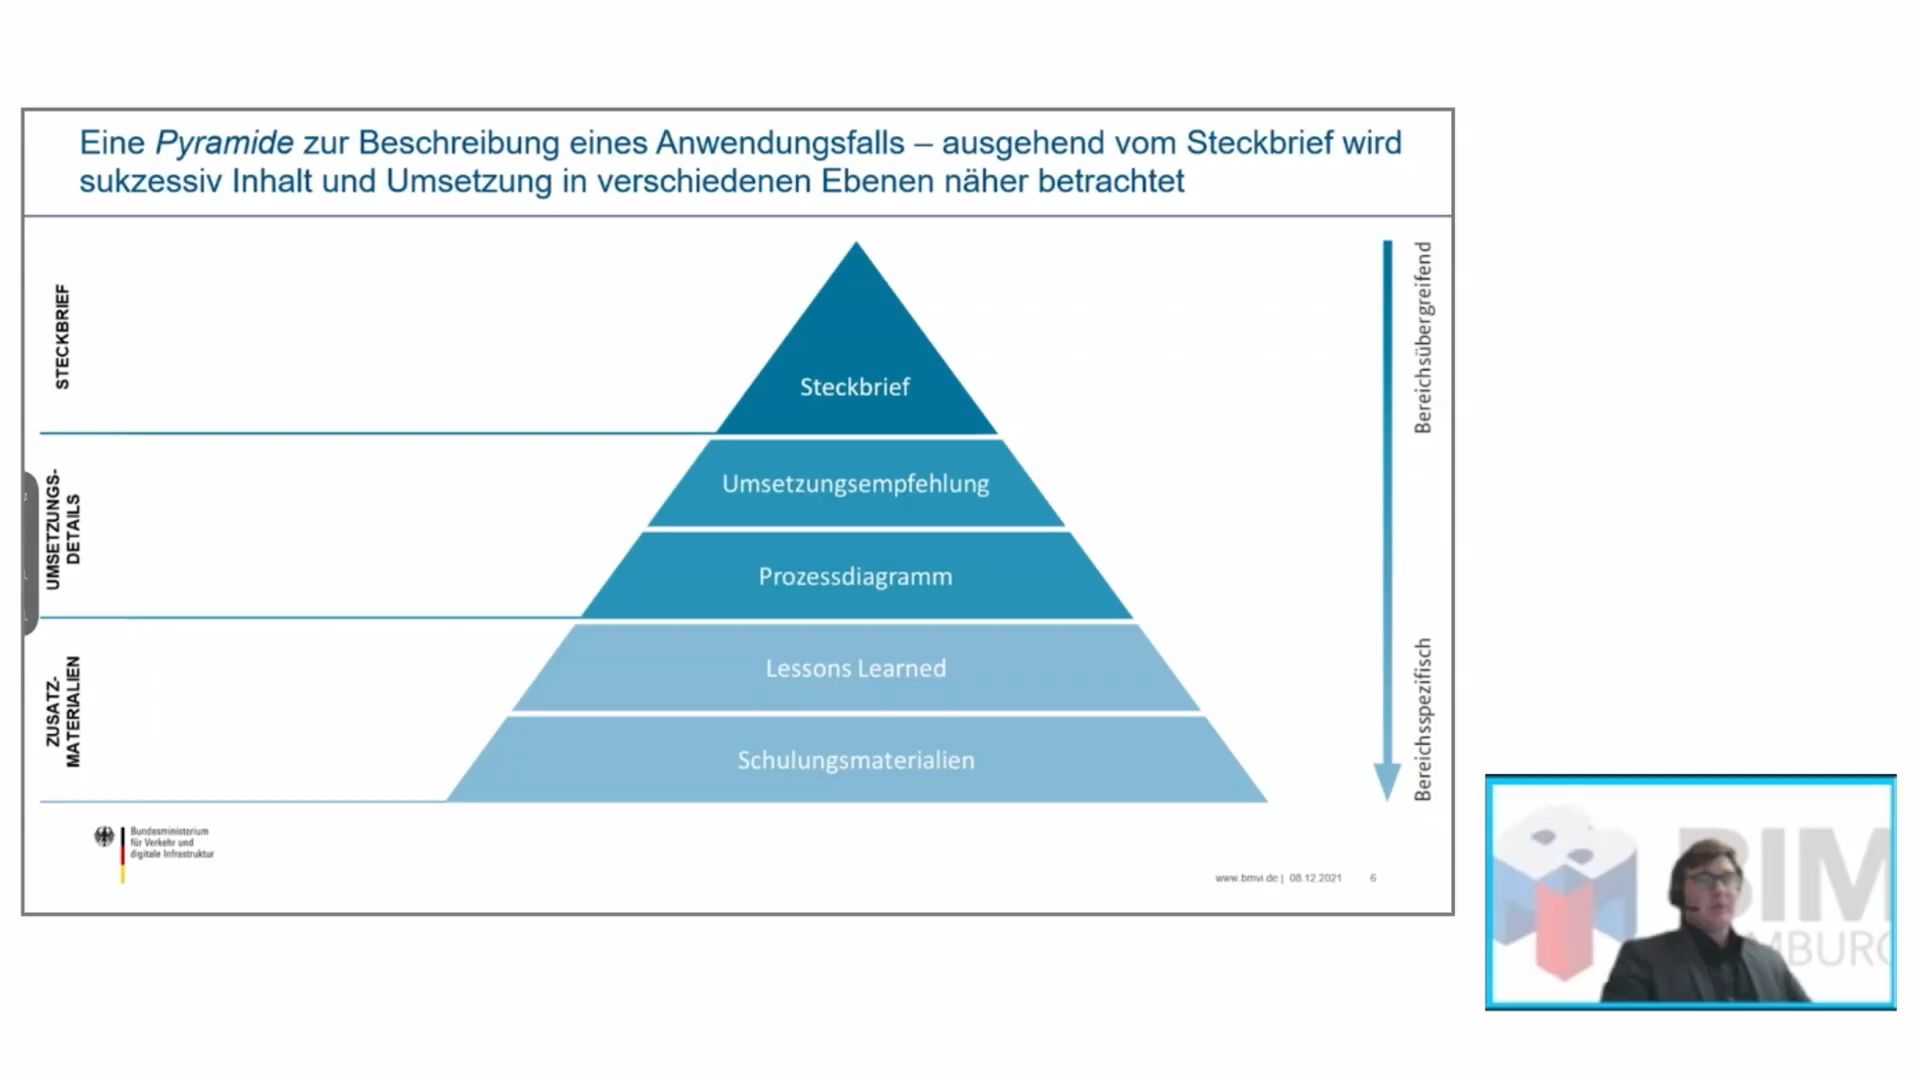 Eine Pyramide zur Beschreibung eines Anwendungsfalls – ausgehend vom Steckbrief wird
sukzessiv Inhalt und Umsetzung in verschiedenen Ebenen näher betrachtet
STECKBRIEF
Steckbrief
Bereichsübergreifend
UMSETZUNGS-
DETAILS
Umsetzungsempfehlung
Prozessdiagramm
ZUSATZ-
MATERIALIEN
Lessons Learned
Schulungsmaterialien
Bereichsspezifisch
Bundesministerium
für Verkehr und
digitale Infrastruktur
www.bmvi.de | 08.12.2021 6
BIM